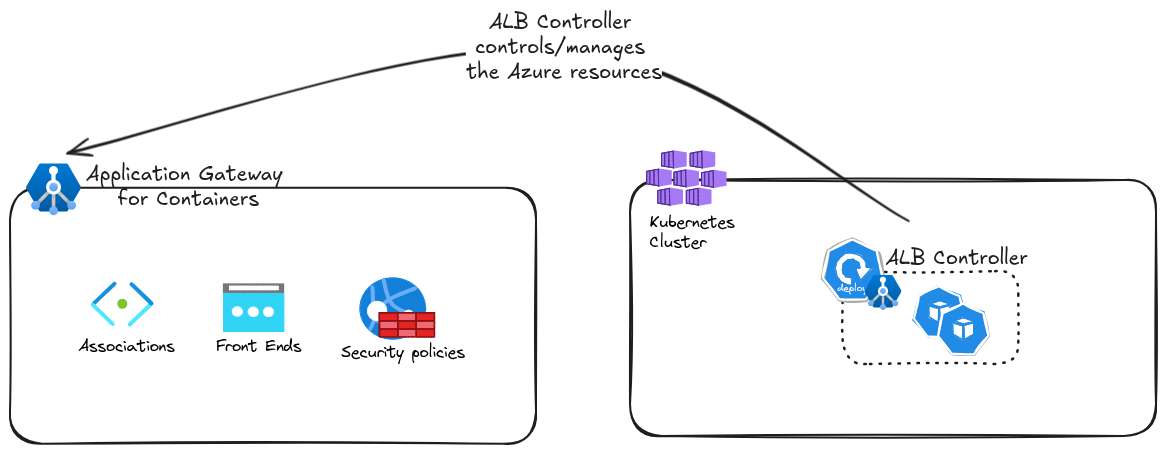 ALB Controller
controls/manages
the Azure resources
Application Gateway
for Containers
Kubernetes
Cluster
ALB Controller
deploy
Associations
Front Ends
Security policies